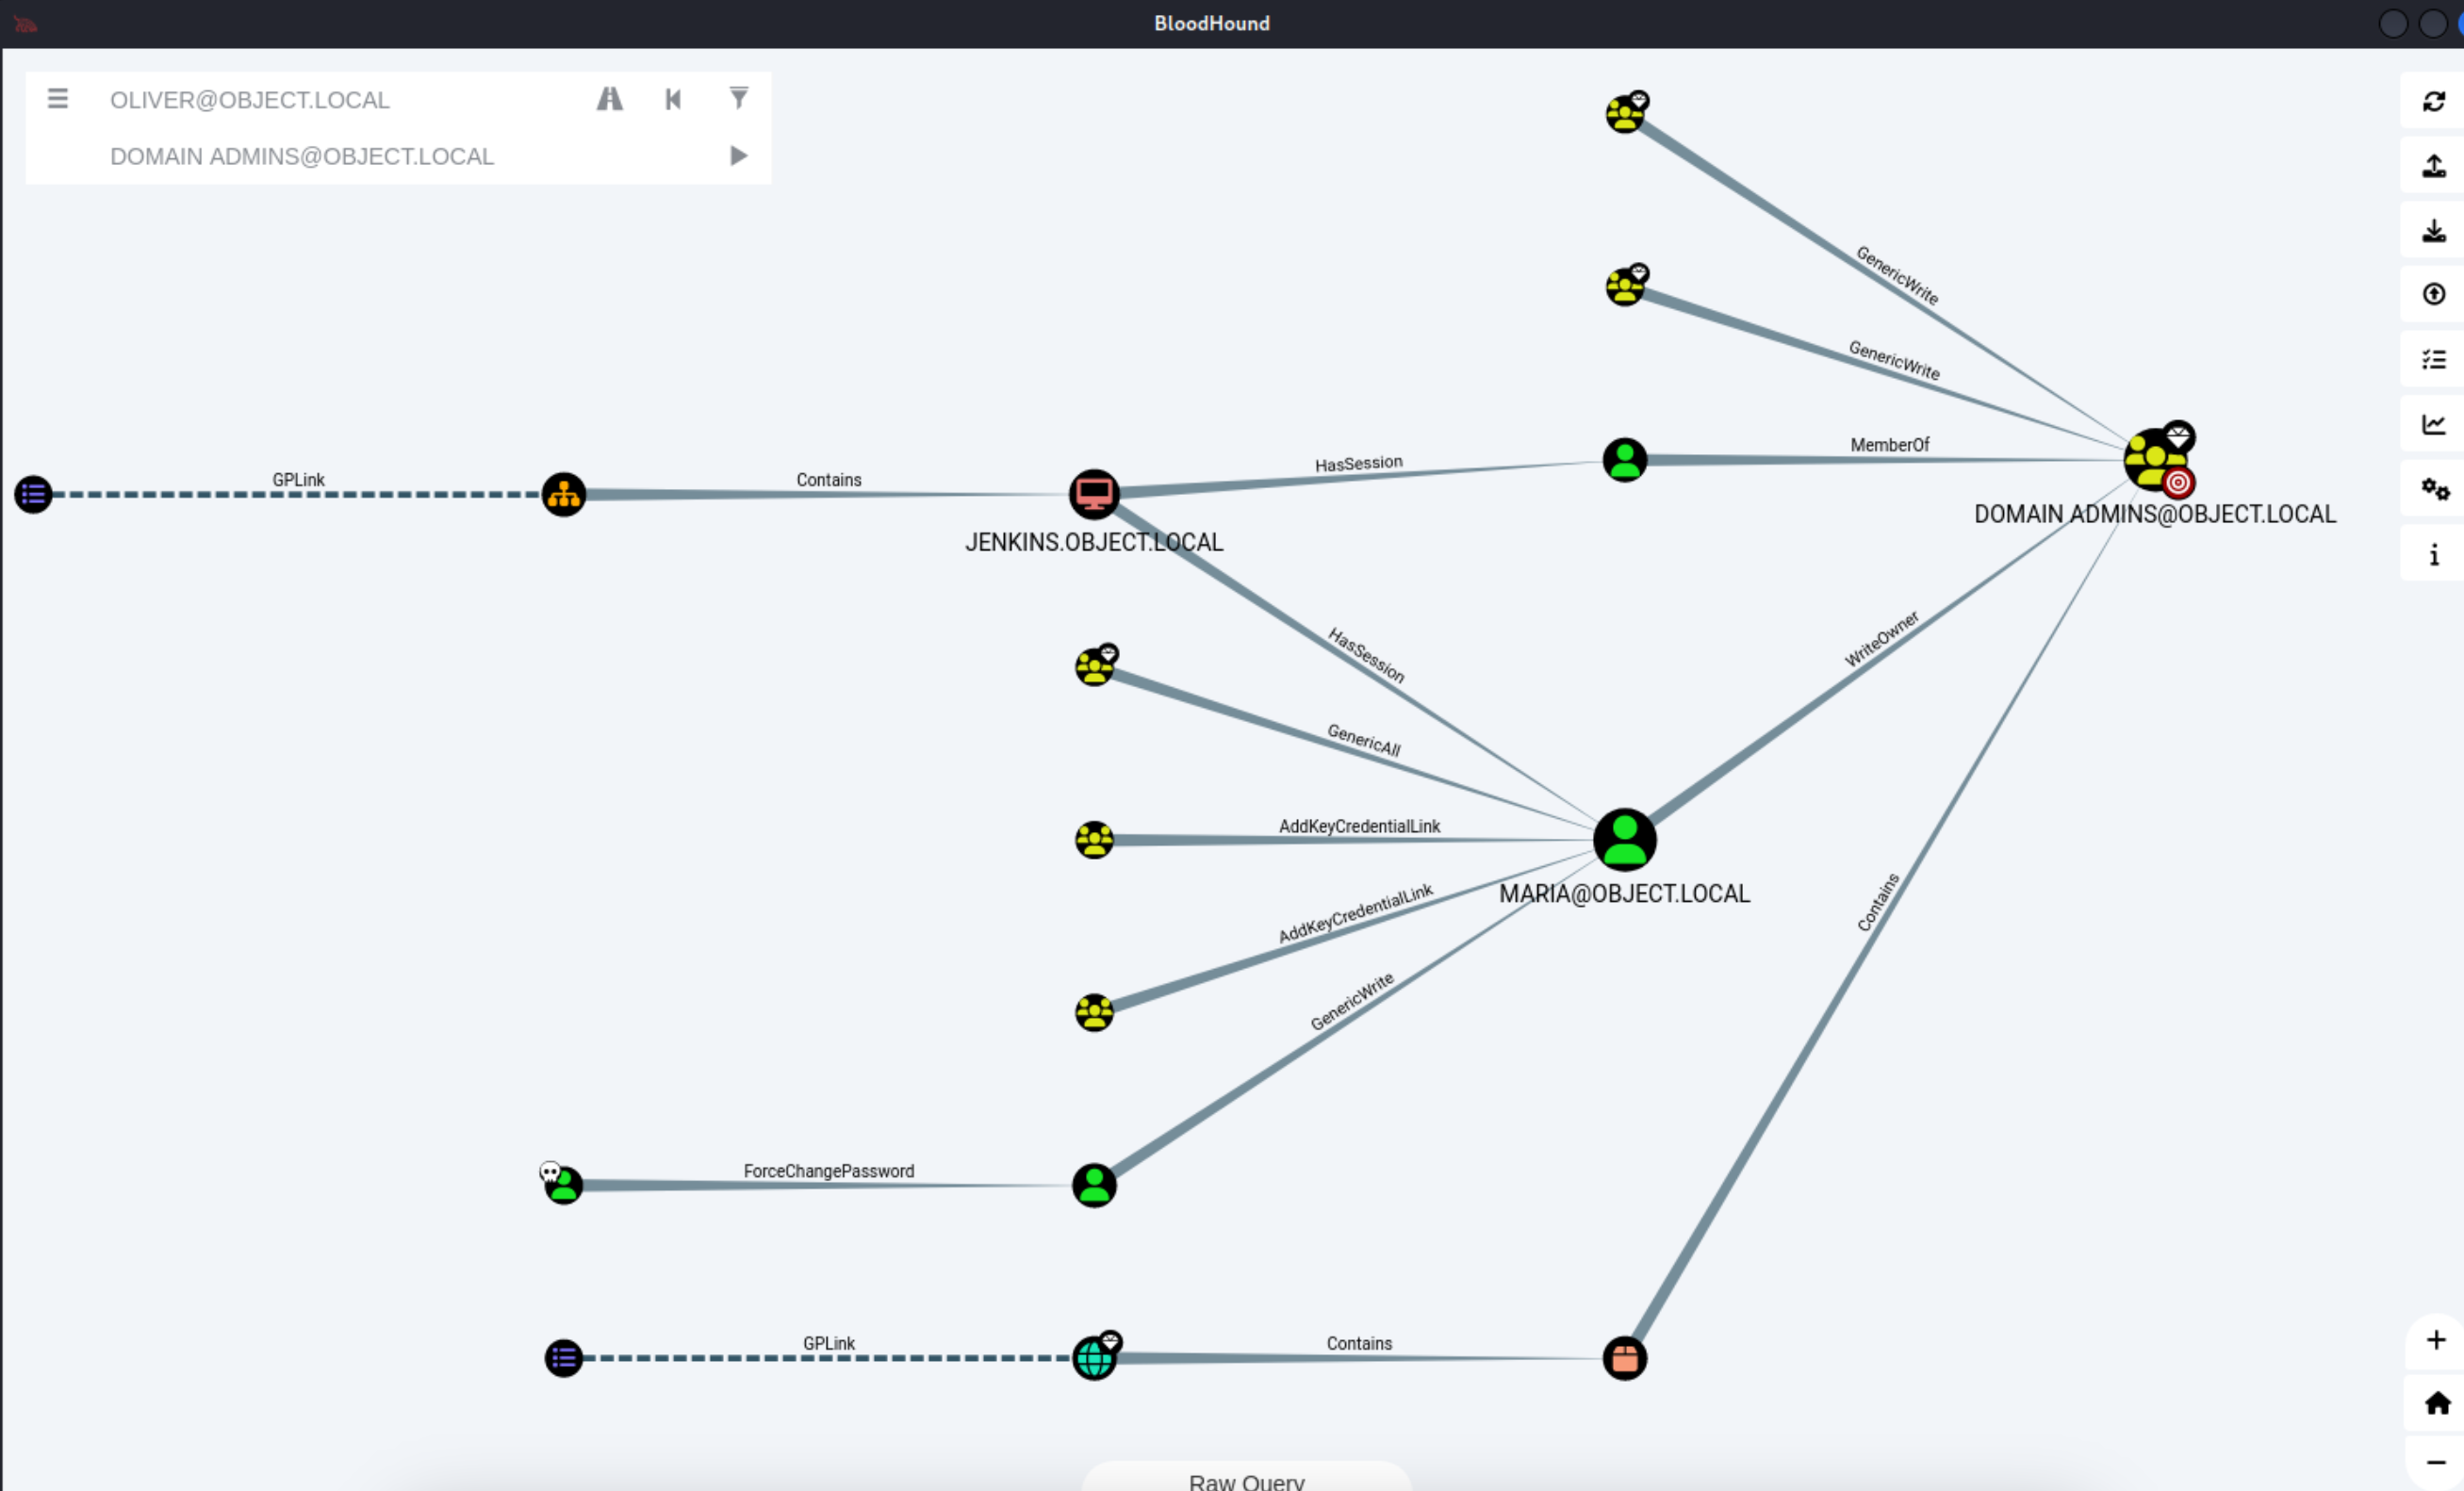 BloodHound
OLIVER@OBJECT.LOCAL
DOMAIN ADMINS@OBJECT.LOCAL
GenericWrite
GenericWrite
MemberOf
HasSession
GPLink
Contains
DOMAIN ADMINS@OBJECT.LOCAL
JENKINS.OBJECT.LOCAL
HasSession
WriteOwner
GenericAll
AddKeyCredentialLink
MARIA@OBJECT.LOCAL
AddKeyCredentialLink
Contains
GenericWrite
ForceChangePassword
GPLink
Contains
Raw Query